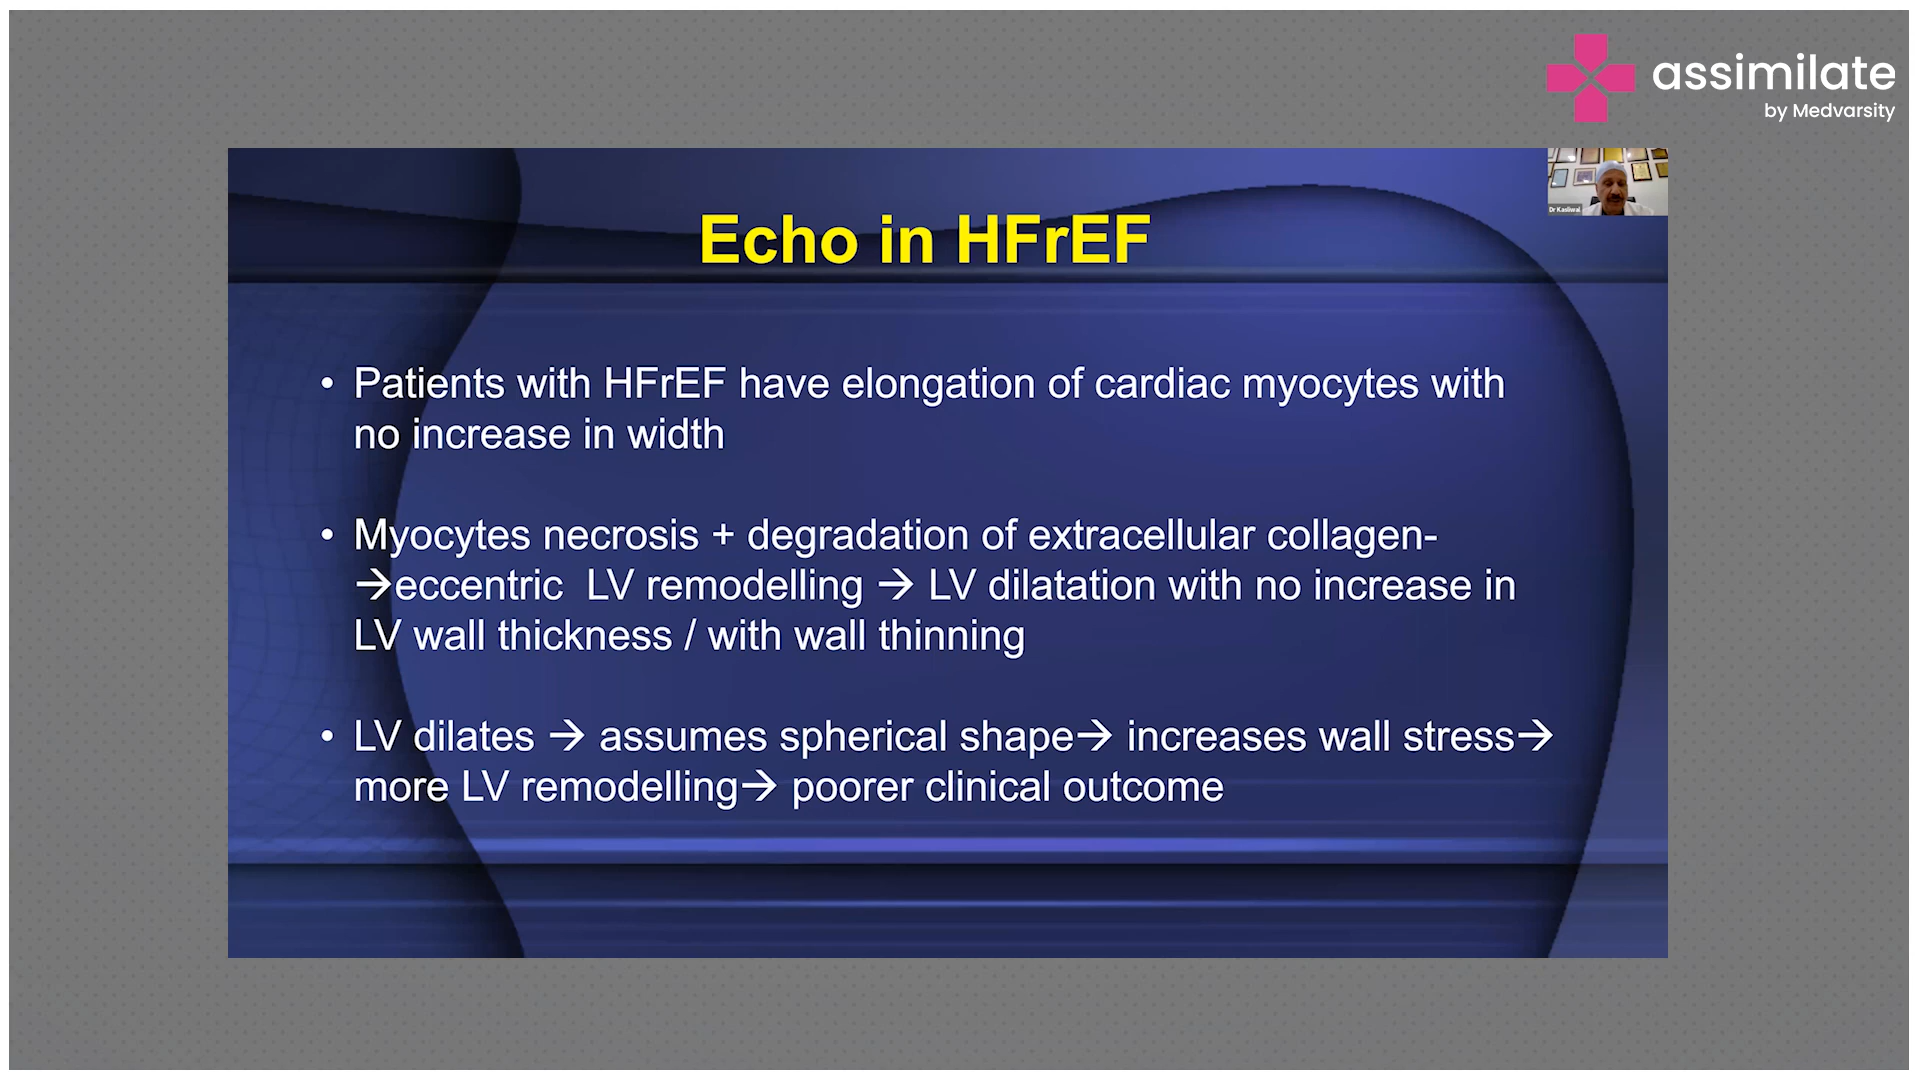 assimilate
by Medvarsity
Dr Kasliwal
Echo in HFrEF
• Patients with HFrEF have elongation of cardiac myocytes with
no increase in width
• Myocytes necrosis + degradation of extracellular collagen-
→eccentric LV remodelling → LV dilatation with no increase in
LV wall thickness / with wall thinning
• LV dilates → assumes spherical shape→ increases wall stress→
more LV remodelling→ poorer clinical outcome